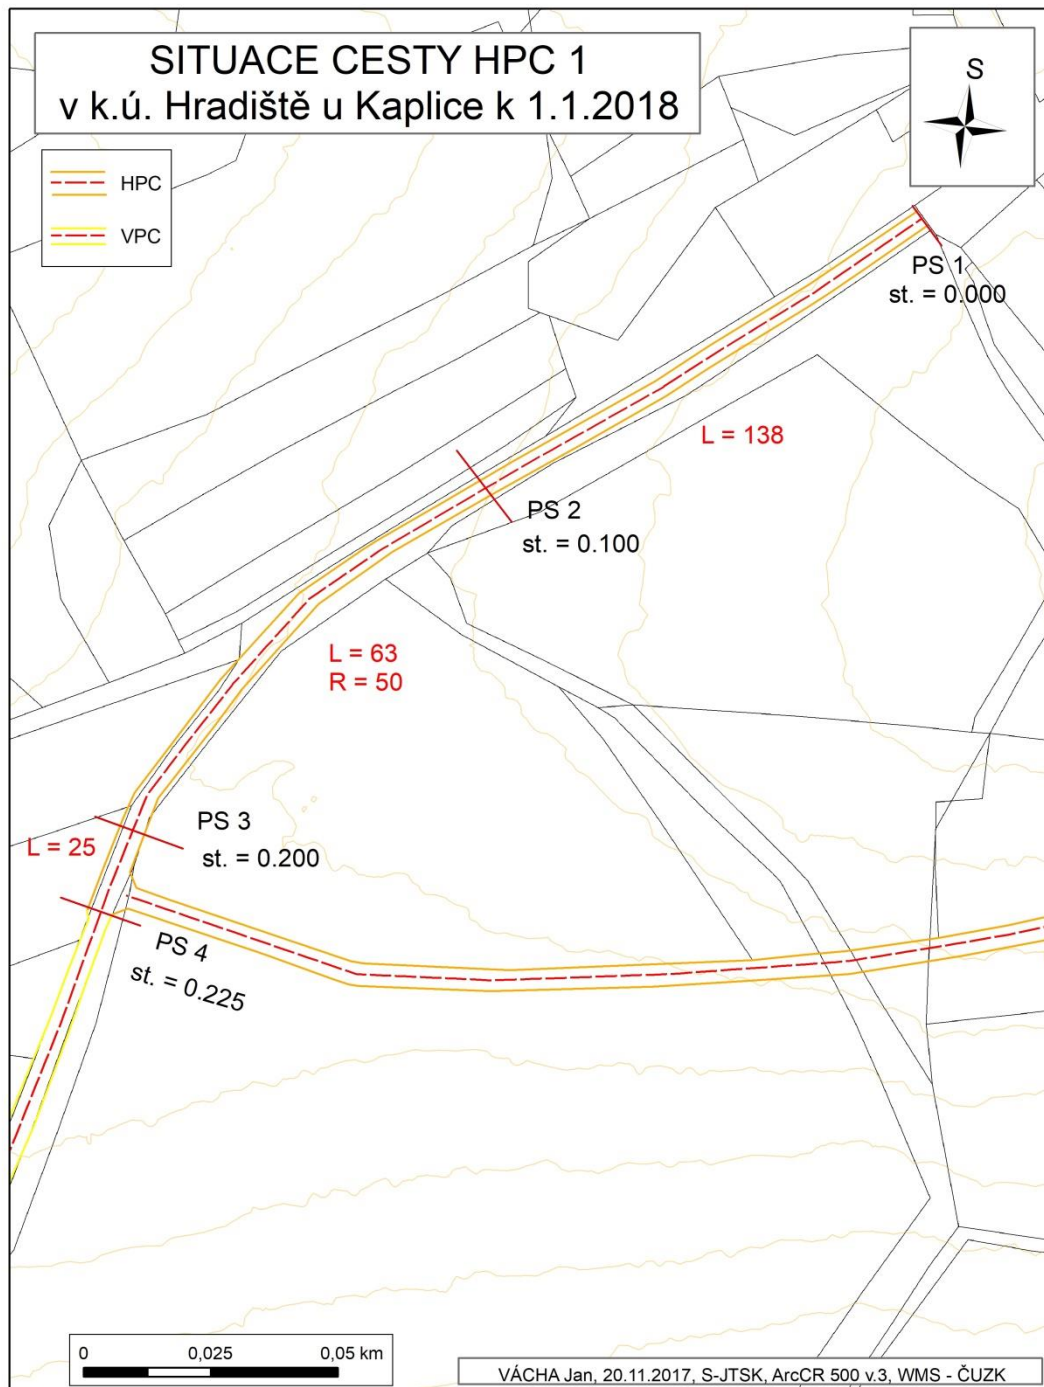 SITUACE CESTY HPC 1
v k.ú. Hradiště u Kaplice k 1.1.2018
S
HPC
VPC
PS 1
st. = 0.000
L = 138
PS 2
st. = 0.100
L = 63
R = 50
PS 3
st. = 0.200
L = 25
PS 4
st. = 0.225
0 0,025 0,05 km
VÁCHA Jan, 20.11.2017, S-JTSK, ArcCR 500 v.3, WMS - ČUZK